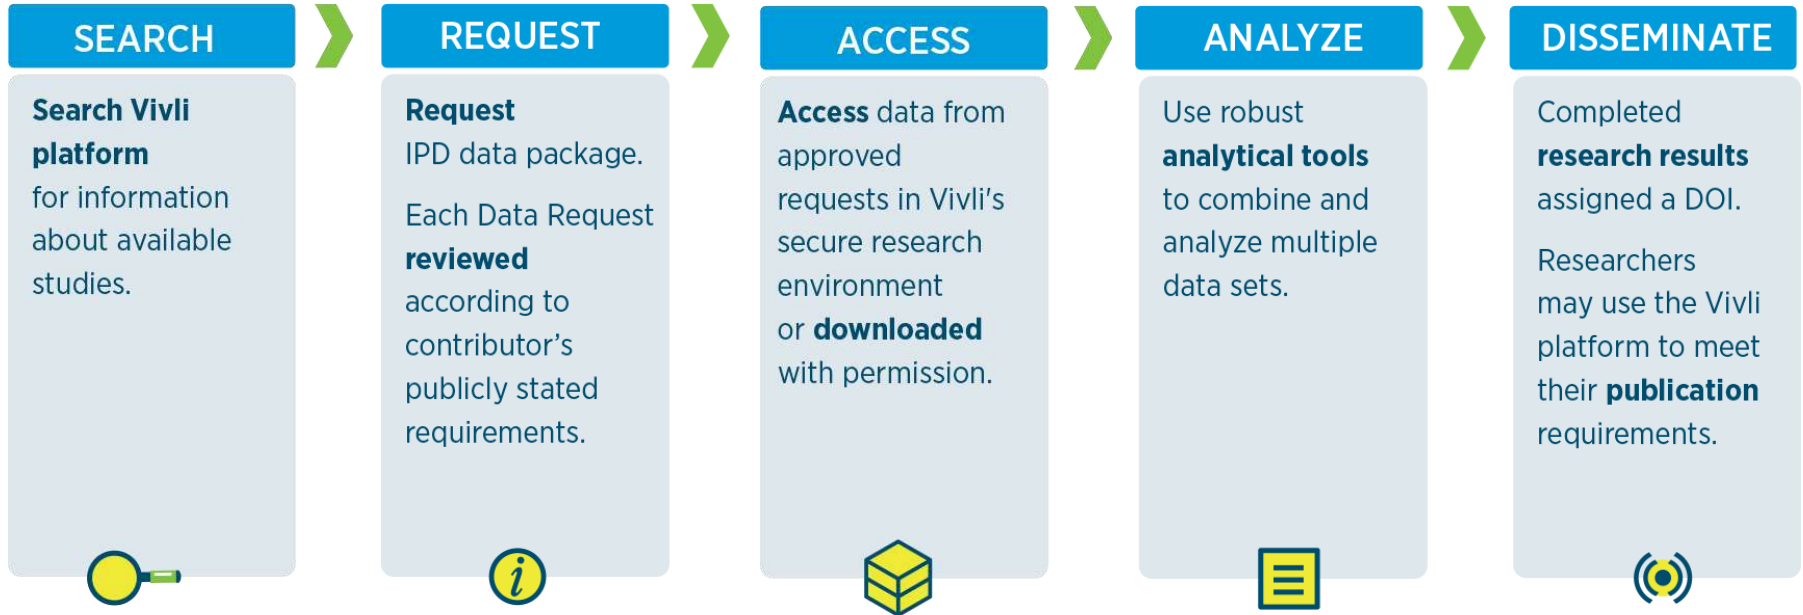 SEARCH
Search Vivli
platform
for information
about available
studies.
REQUEST
Request
IPD data package.
Each Data Request
reviewed
according to
contributor’s
publicly stated
requirements.
ACCESS
Access data from
approved
requests in Vivli's
secure research
environment
or downloaded
with permission.
ANALYZE
Use robust
analytical tools
to combine and
analyze multiple
data sets.
DISSEMINATE
Completed
research results
assigned a DOI.
Researchers
may use the Vivli
platform to meet
their publication
requirements.
i